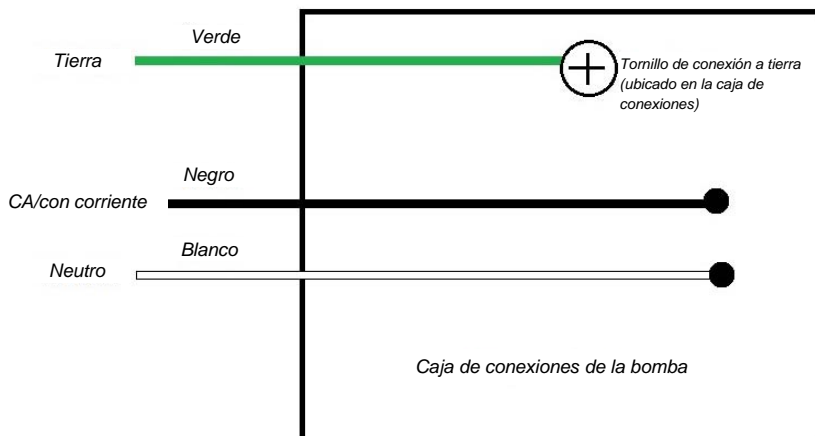 Verde
Tierra
Tornillo de conexión a tierra
(ubicado en la caja de
conexiones)
Negro
CA/con corriente
Blanco
Neutro
Caja de conexiones de la bomba